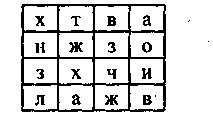 х т в а
н ж з о
з х ч и
л а ж в